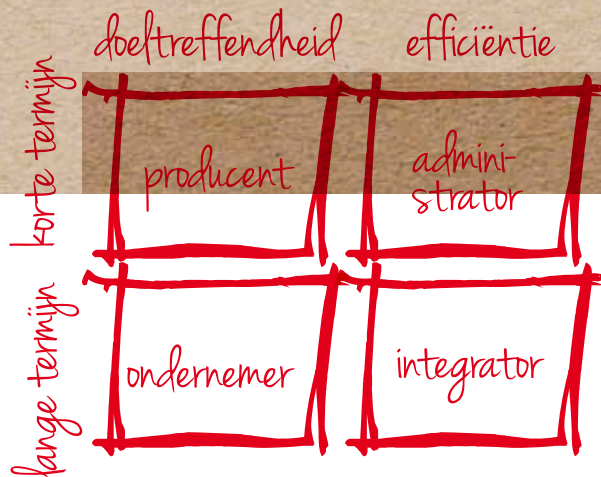 doeltreffendheid efficiëntie
korte termijn
producent
admini-
strator
lange termijn
ondernemer
integrator